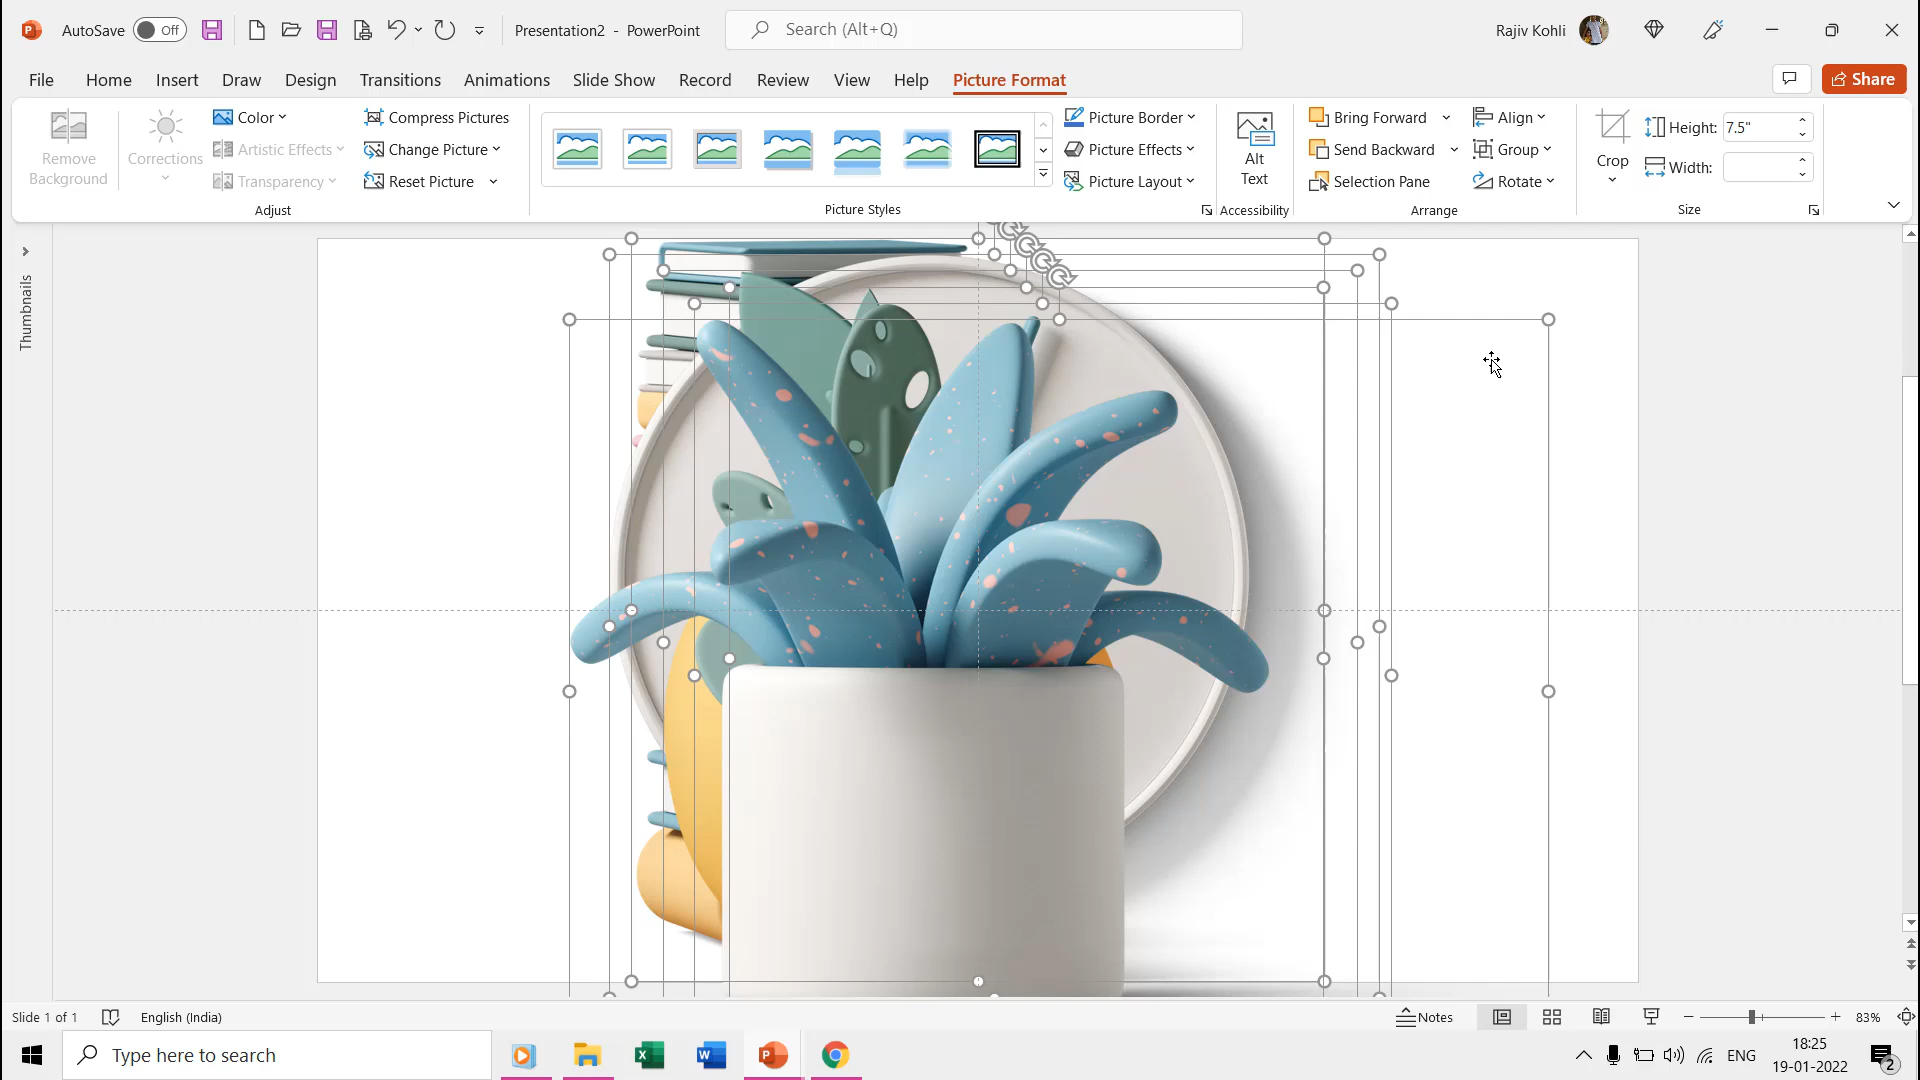 AutoSave Off Presentation2 - PowerPoint Search (Alt+Q) Rajiv Kohli
File Home Insert Draw Design Transitions Animations Slide Show Record Review View Help Picture Format Share
Remove Background
Corrections
Color
Artistic Effects
Transparency
Compress Pictures
Change Picture
Reset Picture
Adjust
Picture Styles
Picture Border
Picture Effects
Picture Layout
Alt Text
Accessibility
Bring Forward
Send Backward
Selection Pane
Align
Group
Rotate
Arrange
Crop
Height: 7.5"
Width:
Size
Thumbnails
Slide 1 of 1 English (India) Notes 83%
Type here to search
ENG
18:25
19-01-2022
2